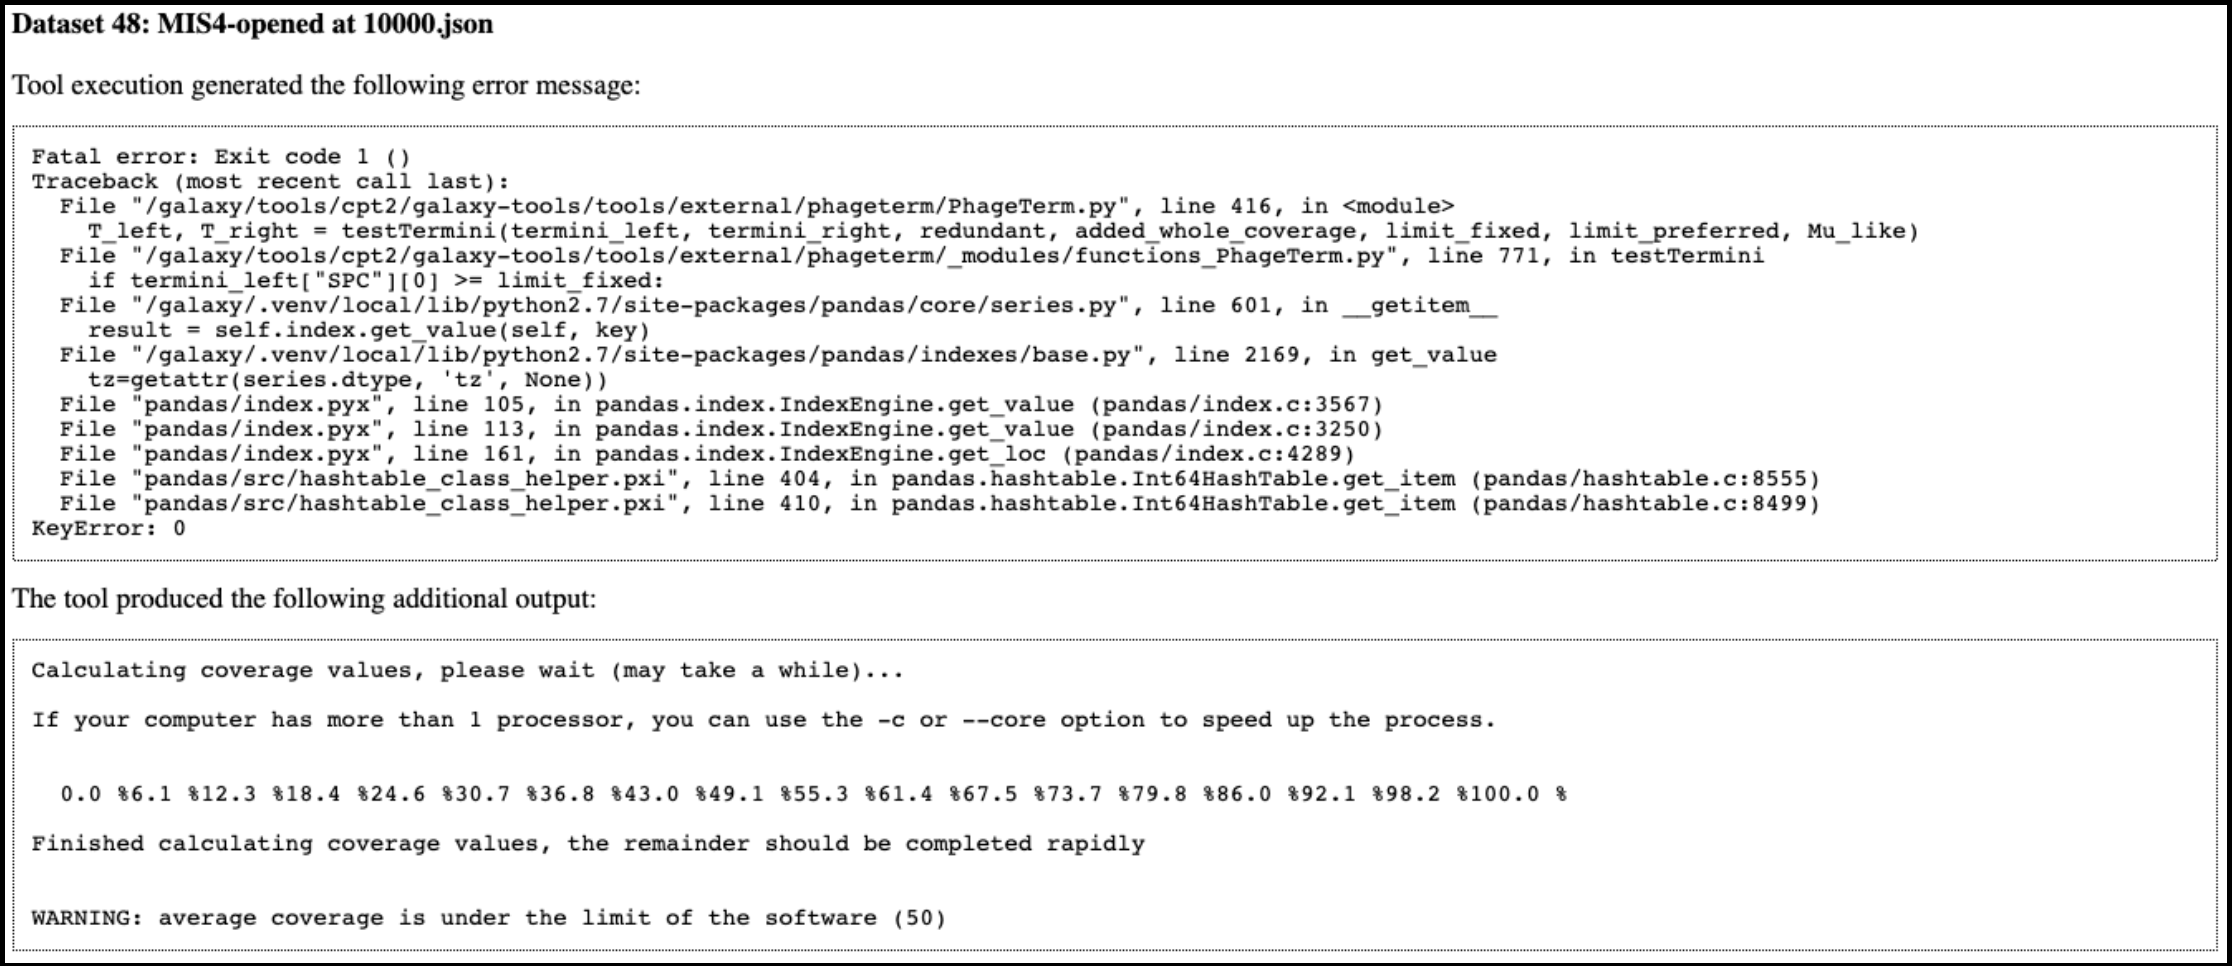 Dataset 48: MIS4-opened at 10000.json
Tool execution generated the following error message:
Fatal error: Exit code 1 ()
Traceback (most recent call last):
  File "/galaxy/tools/cpt2/galaxy-tools/tools/external/phageterm/PhageTerm.py", line 416, in <module>
    T_left, T_right = testTermini(termini_left, termini_right, redundant, added_whole_coverage, limit_fixed, limit_preferred, Mu_like)
  File "/galaxy/tools/cpt2/galaxy-tools/tools/external/phageterm/_modules/functions_PhageTerm.py", line 771, in testTermini
    if termini_left["SPC"][0] >= limit_fixed:
  File "/galaxy/.venv/local/lib/python2.7/site-packages/pandas/core/series.py", line 601, in __getitem__
    result = self.index.get_value(self, key)
  File "/galaxy/.venv/local/lib/python2.7/site-packages/pandas/indexes/base.py", line 2169, in get_value
    tz=getattr(series.dtype, 'tz', None))
  File "pandas/index.pyx", line 105, in pandas.index.IndexEngine.get_value (pandas/index.c:3567)
  File "pandas/index.pyx", line 113, in pandas.index.IndexEngine.get_value (pandas/index.c:3250)
  File "pandas/index.pyx", line 161, in pandas.index.IndexEngine.get_loc (pandas/index.c:4289)
  File "pandas/src/hashtable_class_helper.pxi", line 404, in pandas.hashtable.Int64HashTable.get_item (pandas/hashtable.c:8555)
  File "pandas/src/hashtable_class_helper.pxi", line 410, in pandas.hashtable.Int64HashTable.get_item (pandas/hashtable.c:8499)
KeyError: 0
The tool produced the following additional output:
Calculating coverage values, please wait (may take a while)...
If your computer has more than 1 processor, you can use the -c or --core option to speed up the process.
  0.0 %6.1 %12.3 %18.4 %24.6 %30.7 %36.8 %43.0 %49.1 %55.3 %61.4 %67.5 %73.7 %79.8 %86.0 %92.1 %98.2 %100.0 %
Finished calculating coverage values, the remainder should be completed rapidly
WARNING: average coverage is under the limit of the software (50)